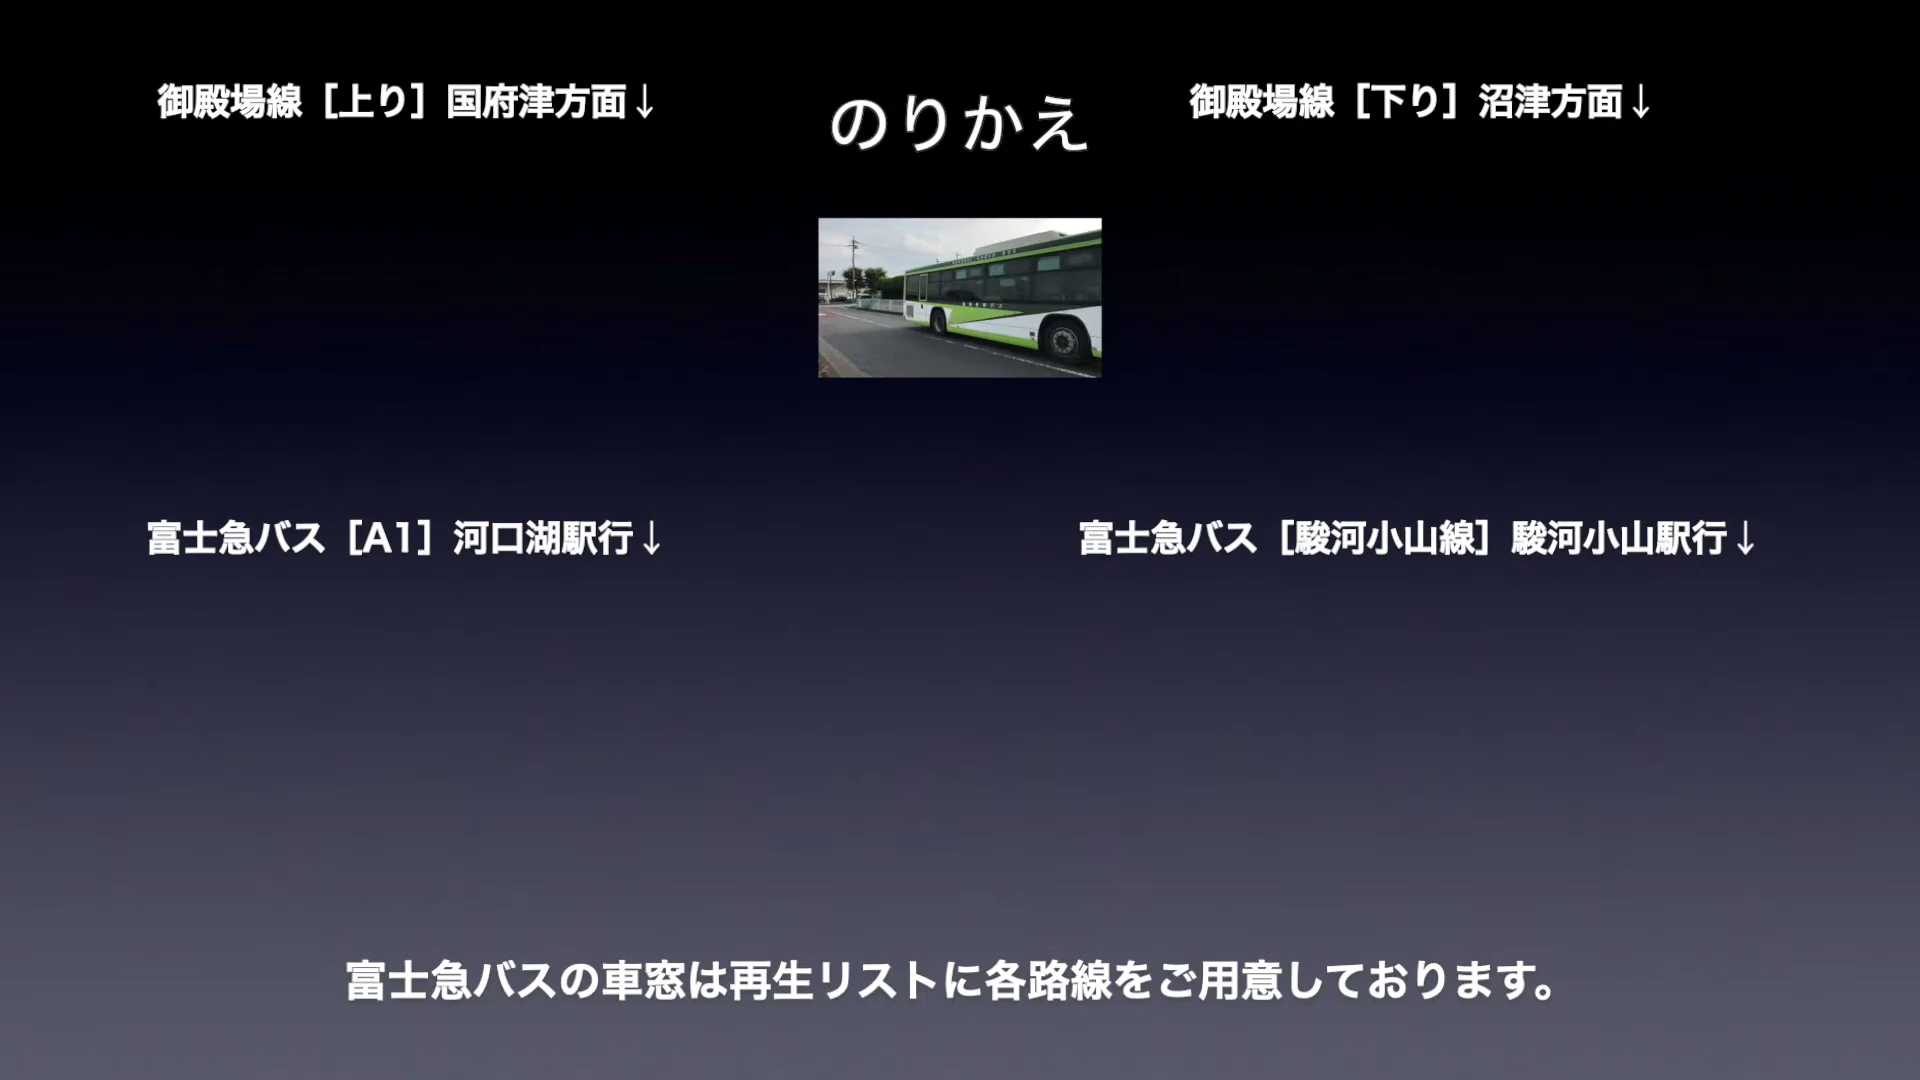 御殿場線［上り］国府津方面↓
のりかえ
御殿場線［下り］沼津方面↓
富士急バス［A1］河口湖駅行↓
富士急バス［駿河小山線］駿河小山駅行↓
富士急バスの車窓は再生リストに各路線をご用意しております。